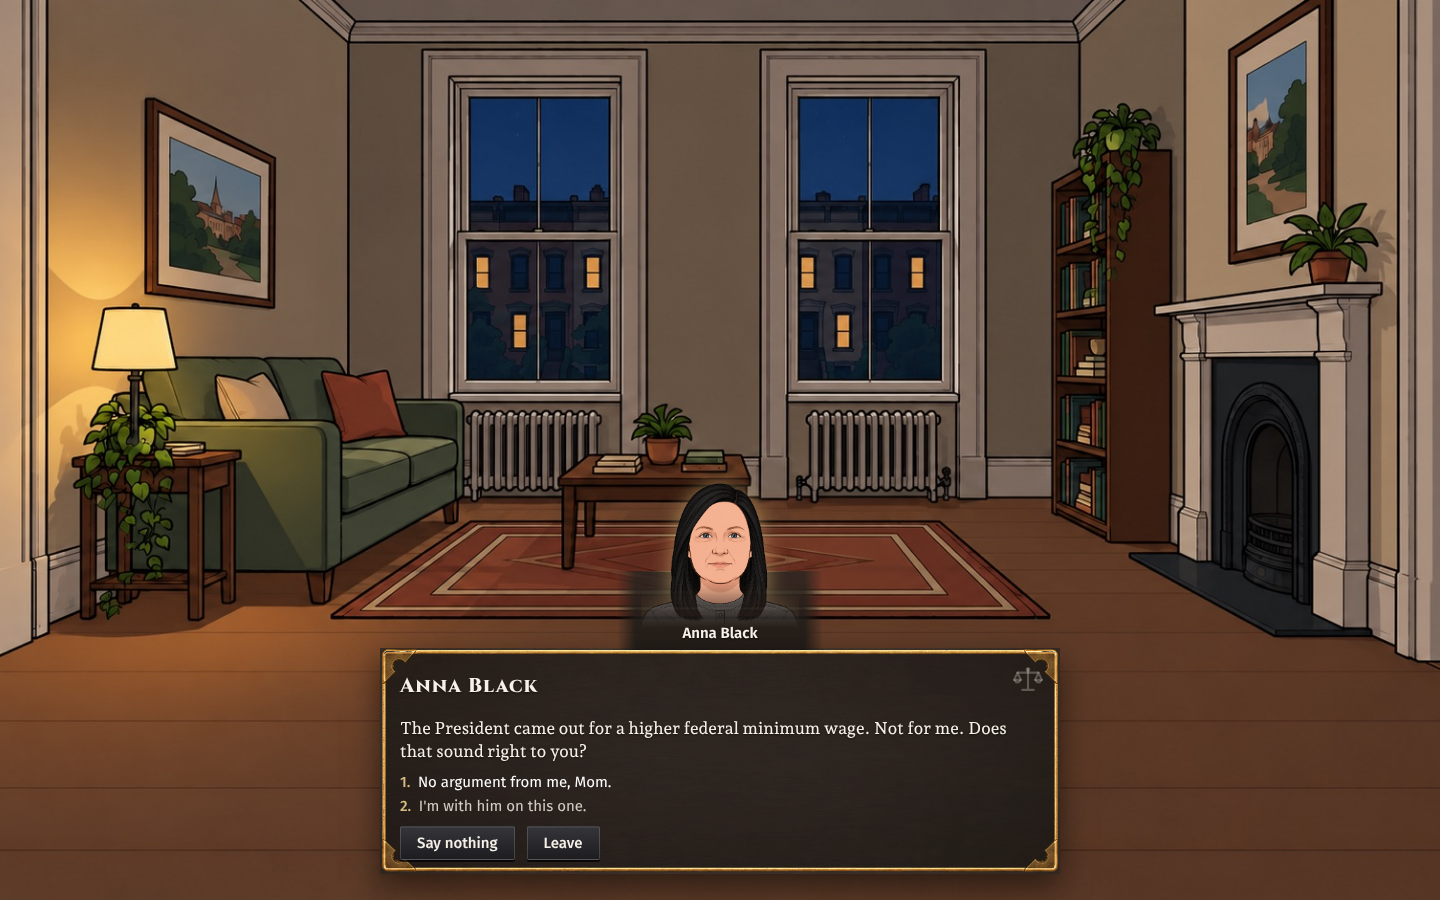 Anna Black
ANNA BLACK
The President came out for a higher federal minimum wage. Not for me. Does
that sound right to you?
1. No argument from me, Mom.
2. I'm with him on this one.
Say nothing
Leave